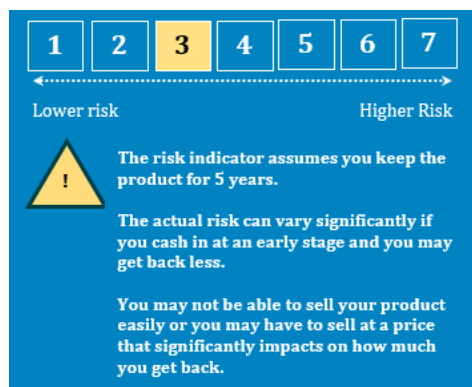 1 2 3 4 5 6 7
Lower risk Higher Risk
!
The risk indicator assumes you keep the
product for 5 years.
The actual risk can vary significantly if
you cash in at an early stage and you may
get back less.
You may not be able to sell your product
easily or you may have to sell at a price
that significantly impacts on how much
you get back.